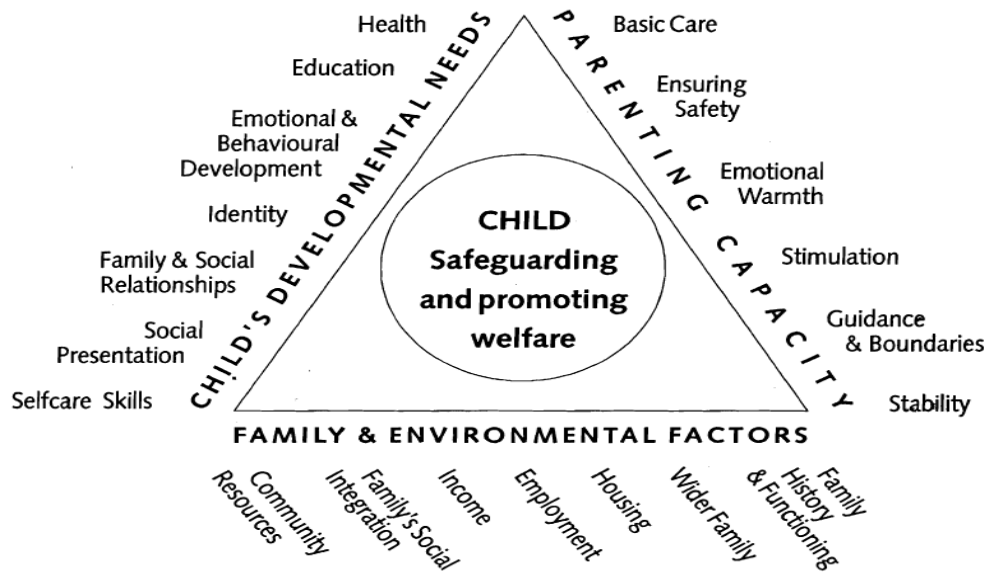 Health
Education
Emotional &
Behavioural
Development
Identity
Family & Social
Relationships
Social
Presentation
Selfcare Skills
CHILD'S DEVELOPMENTAL NEEDS
CHILD
Safeguarding
and promoting
welfare
PARENTING CAPACITY
Basic Care
Ensuring
Safety
Emotional
Warmth
Stimulation
Guidance
& Boundaries
Stability
FAMILY & ENVIRONMENTAL FACTORS
Community
Resources
Family's Social
Integration
Income
Employment
Housing
Wider Family
Family
History
& Functioning